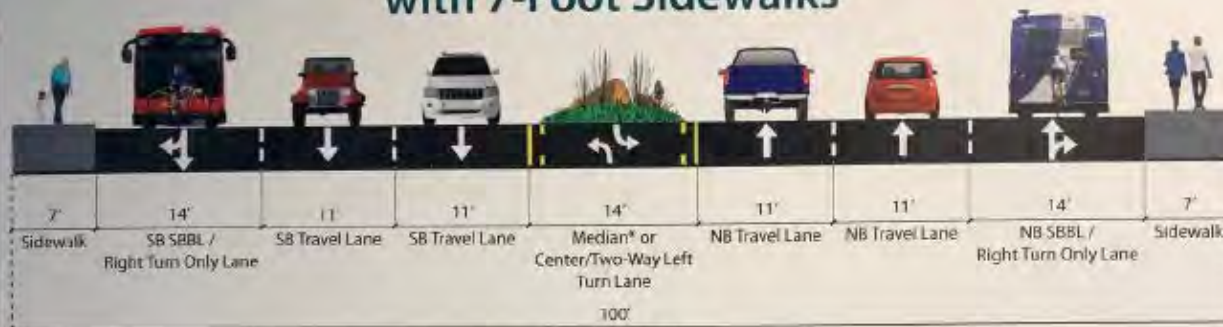 with 7-Foot Sidewalks
7' 14' 11 11' 14' 11' 11' 14' 7'
Sidewalk
SB SBBL /
Right Turn Only Lane
SB Travel Lane
SB Travel Lane
Median* or
Center/Two-Way Left
Turn Lane
NB Travel Lane
NB Travel Lane
NB SBBL /
Right Turn Only Lane
Sidewalk
100'